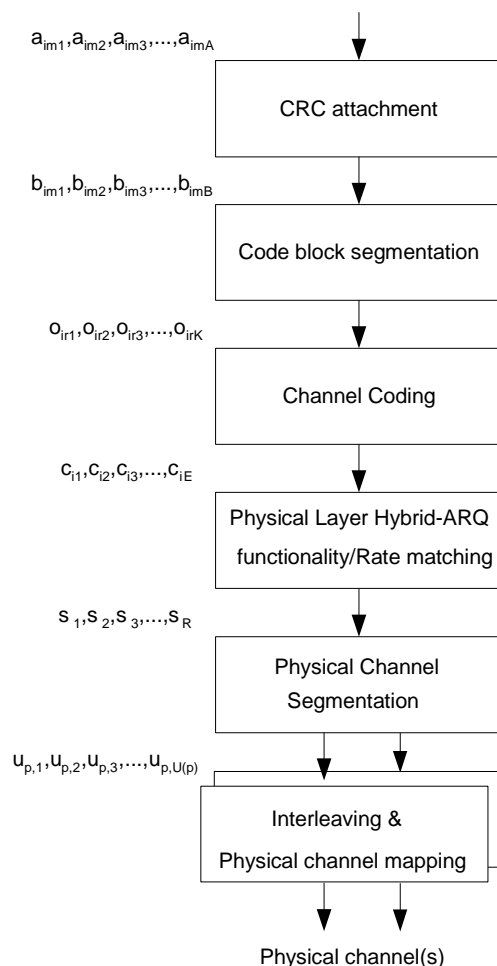 a_im1,a_im2,a_im3,...,a_imA
CRC attachment
b_im1,b_im2,b_im3,...,b_imB
Code block segmentation
o_ir1,o_ir2,o_ir3,...,o_irK
Channel Coding
c_i1,c_i2,c_i3,...,c_iE
Physical Layer Hybrid-ARQ
functionality/Rate matching
s_1,s_2,s_3,...,s_R
Physical Channel
Segmentation
u_p,1,u_p,2,u_p,3,...,u_p,U(p)
Interleaving &
Physical channel mapping
Physical channel(s)